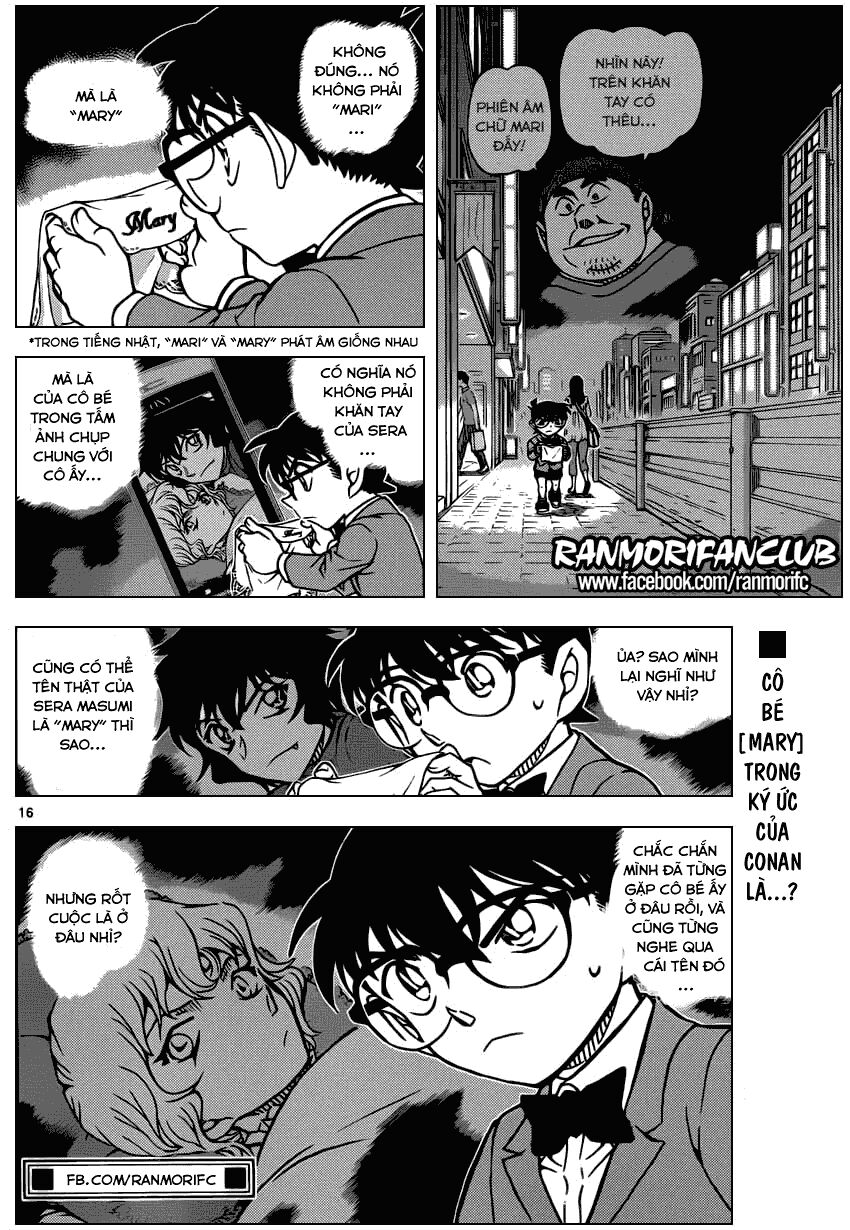 NHÌN NÀY!
TRÊN KHĂN
TAY CÓ
THÊU...
PHIÊN ÂM
CHỮ MARI
ĐẤY!
RANMORIFANCLUB
www.facebook.com/ranmorifc
KHÔNG
ĐÚNG... NÓ
KHÔNG PHẢI
"MARI"
...
MÀ LÀ
"MARY"
Mary
*TRONG TIẾNG NHẬT, "MARI" VÀ "MARY" PHÁT ÂM GIỐNG NHAU
CÓ NGHĨA NÓ
KHÔNG PHẢI
KHĂN TAY
CỦA SERA
...
MÀ LÀ
CỦA CÔ BÉ
TRONG TẤM
ẢNH CHỤP
CHUNG VỚI
CÔ ẤY...
ỦA? SAO MÌNH
LẠI NGHĨ NHƯ
VẬY NHỈ?
CŨNG CÓ THỂ
TÊN THẬT CỦA
SERA MASUMI
LÀ "MARY" THÌ
SAO...
16
CHẮC CHẮN
MÌNH ĐÃ TỪNG
GẶP CÔ BÉ ẤY
Ở ĐÂU RỒI, VÀ
CŨNG TỪNG
NGHE QUA
CÁI TÊN ĐÓ
...
NHƯNG RỐT
CUỘC LÀ Ở
ĐÂU NHỈ?
CÔ
BÉ
[MARY]
TRONG
KÝ ỨC
CỦA
CONAN
LÀ...?
FB.COM/RANMORIFC